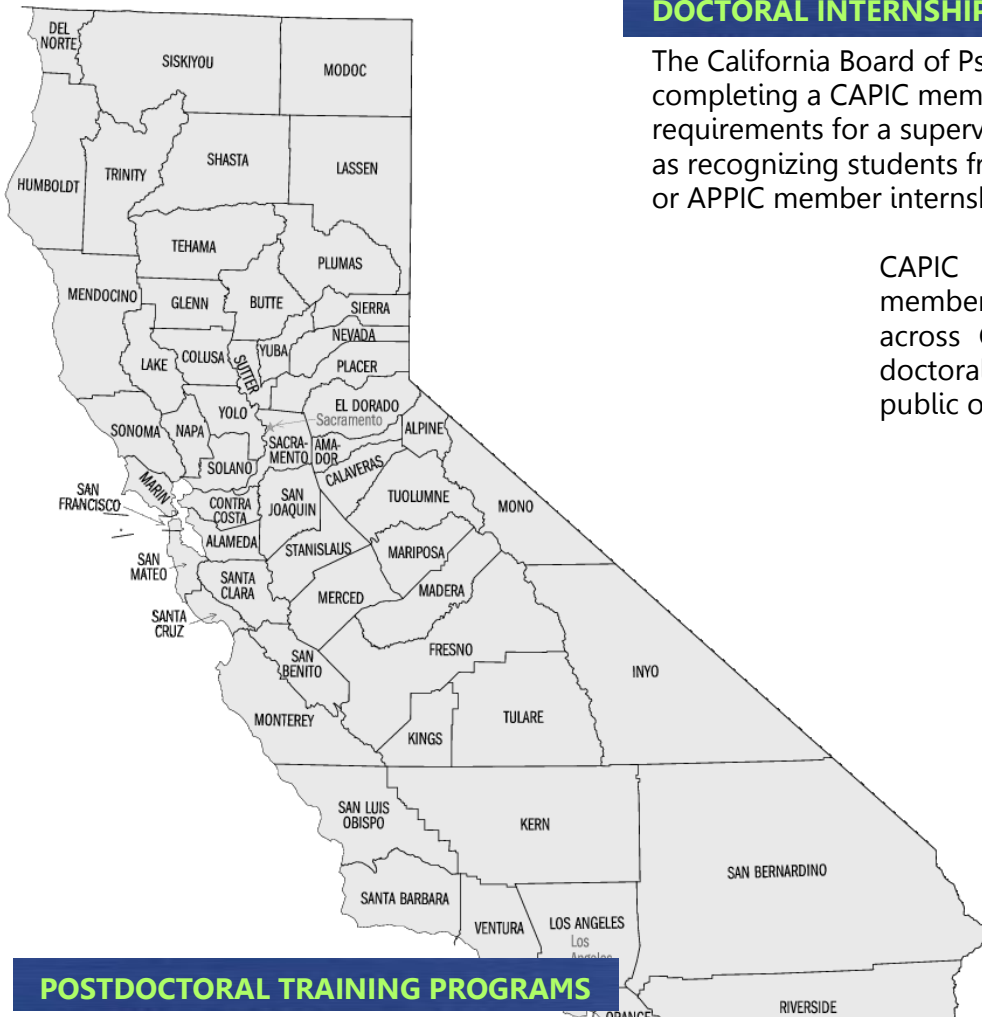 DOCTORAL INTERNSHIP
The California Board of Ps
completing a CAPIC mem
requirements for a superv
as recognizing students fr
or APPIC member internsh
CAPIC
member
across C
doctoral
public o
DEL
NORTE
SISKIYOU
MODOC
HUMBOLDT
TRINITY
SHASTA
LASSEN
TEHAMA
PLUMAS
MENDOCINO
GLENN
BUTTE
SIERRA
NEVADA
LAKE
COLUSA
SUTTER
YUBA
PLACER
SONOMA
NAPA
YOLO
EL DORADO
Sacramento
SACRA-
MENTO
AMA-
DOR
ALPINE
SOLANO
CALAVERAS
MARIN
SAN
FRANCISCO
CONTRA
COSTA
SAN
JOAQUIN
TUOLUMNE
MONO
ALAMEDA
STANISLAUS
MARIPOSA
SAN
MATEO
SANTA
CLARA
MERCED
MADERA
SANTA
CRUZ
SAN
BENITO
FRESNO
INYO
MONTEREY
KINGS
TULARE
SAN LUIS
OBISPO
KERN
SAN BERNARDINO
SANTA BARBARA
VENTURA
LOS ANGELES
Los
Angeles
POSTDOCTORAL TRAINING PROGRAMS
ORANGE
RIVERSIDE